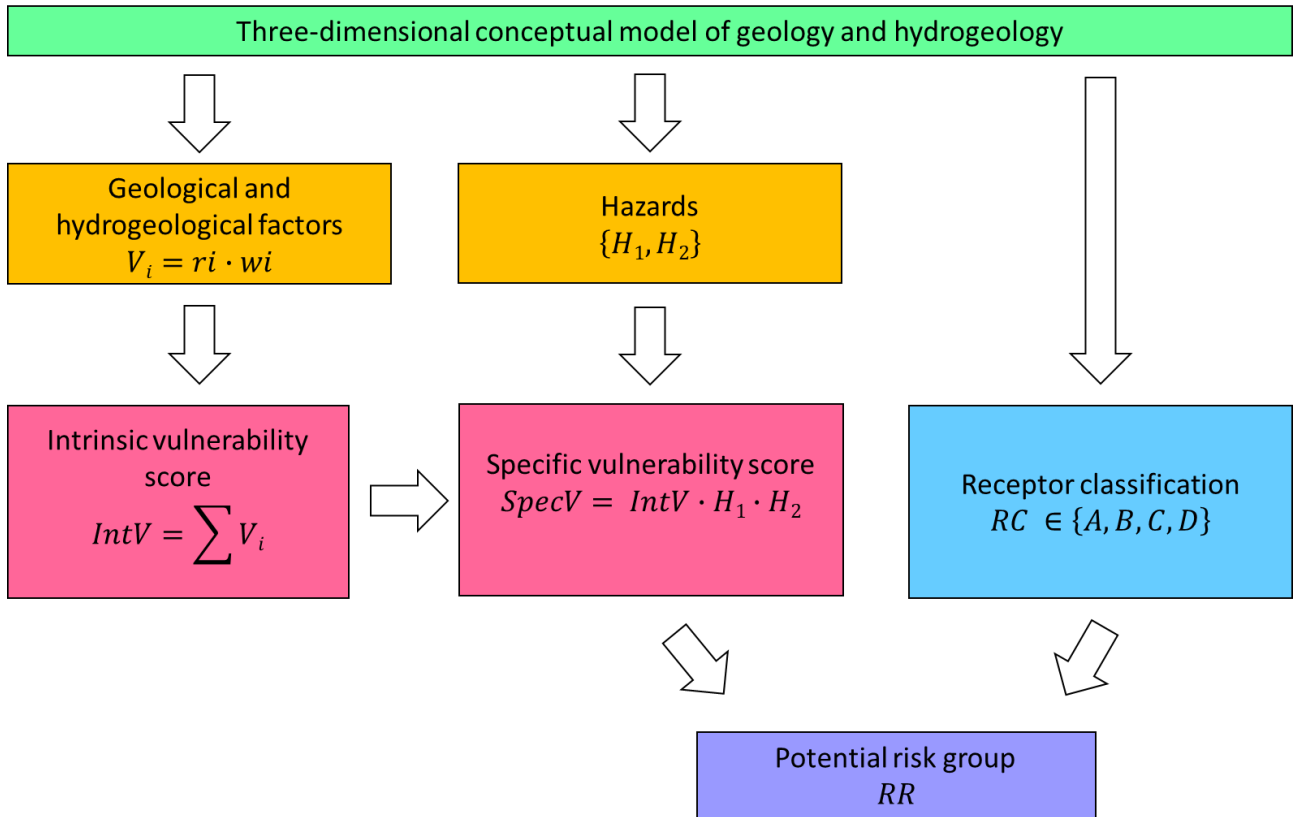 Three-dimensional conceptual model of geology and hydrogeology
Geological and
hydrogeological factors
V_i = ri · wi
Hazards
{H_1, H_2}
Intrinsic vulnerability
score
IntV = ∑ V_i
Specific vulnerability score
SpecV = IntV · H_1 · H_2
Receptor classification
RC ∈ {A, B, C, D}
Potential risk group
RR